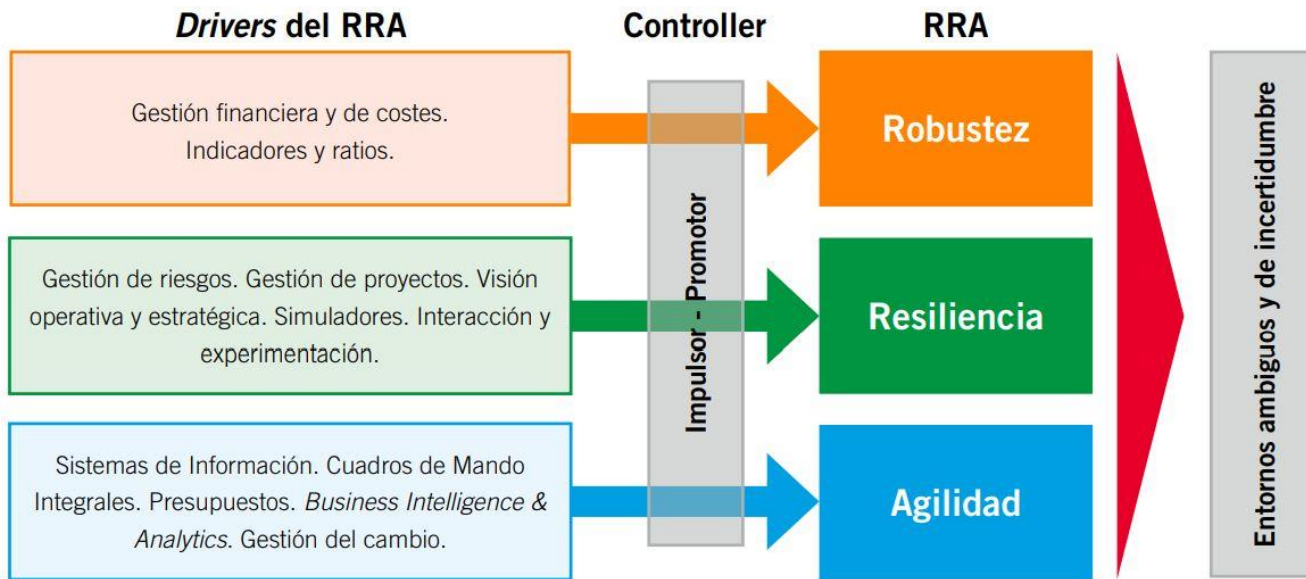 Drivers del RRA
Controller
RRA
Gestión financiera y de costes.
Indicadores y ratios.
Robustez
Gestión de riesgos. Gestión de proyectos. Visión
operativa y estratégica. Simuladores. Interacción y
experimentación.
Resiliencia
Sistemas de Información. Cuadros de Mando
Integrales. Presupuestos. Business Intelligence &
Analytics. Gestión del cambio.
Agilidad
Impulsor - Promotor
Entornos ambiguos y de incertidumbre